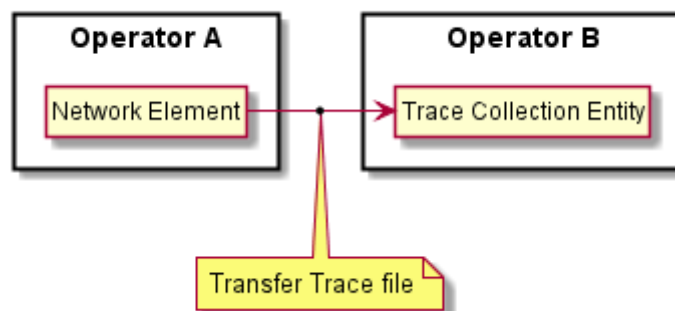 Operator A
Operator B
Network Element
Trace Collection Entity
Transfer Trace file